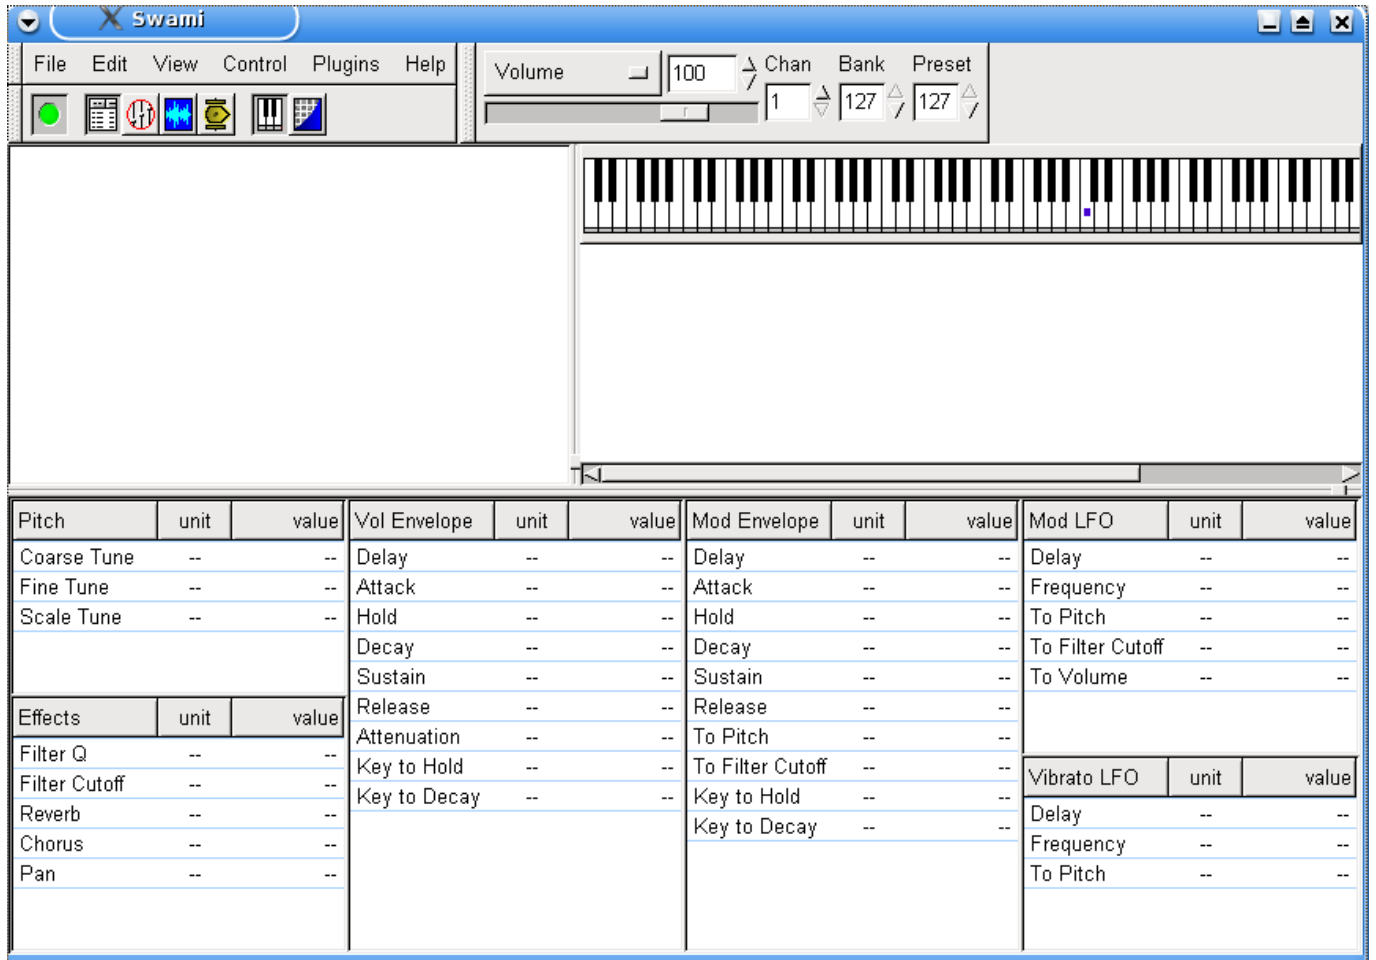 Swami
File Edit View Control Plugins Help
Volume 100 Chan Bank Preset
1 127 127
Pitch unit value
Coarse Tune -- --
Fine Tune -- --
Scale Tune -- --
Effects unit value
Filter Q -- --
Filter Cutoff -- --
Reverb -- --
Chorus -- --
Pan -- --
Vol Envelope unit value
Delay -- --
Attack -- --
Hold -- --
Decay -- --
Sustain -- --
Release -- --
Attenuation -- --
Key to Hold -- --
Key to Decay -- --
Mod Envelope unit value
Delay -- --
Attack -- --
Hold -- --
Decay -- --
Sustain -- --
Release -- --
To Pitch -- --
To Filter Cutoff -- --
Key to Hold -- --
Key to Decay -- --
Mod LFO unit value
Delay -- --
Frequency -- --
To Pitch -- --
To Filter Cutoff -- --
To Volume -- --
Vibrato LFO unit value
Delay -- --
Frequency -- --
To Pitch -- --